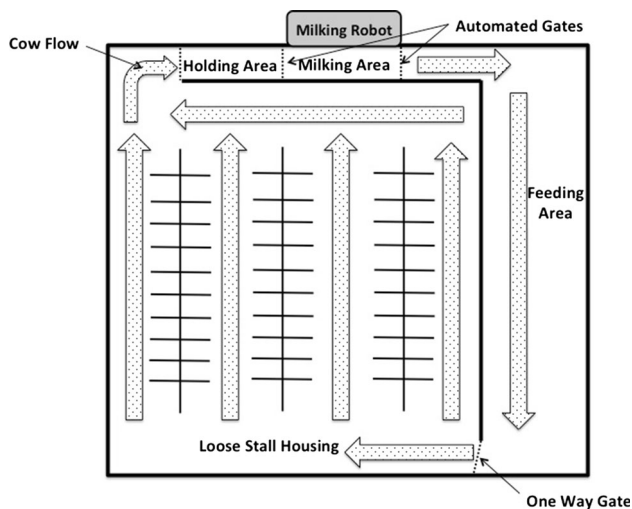 Milking Robot
Automated Gates
Cow Flow
Holding Area
Milking Area
Feeding
Area
Loose Stall Housing
One Way Gate